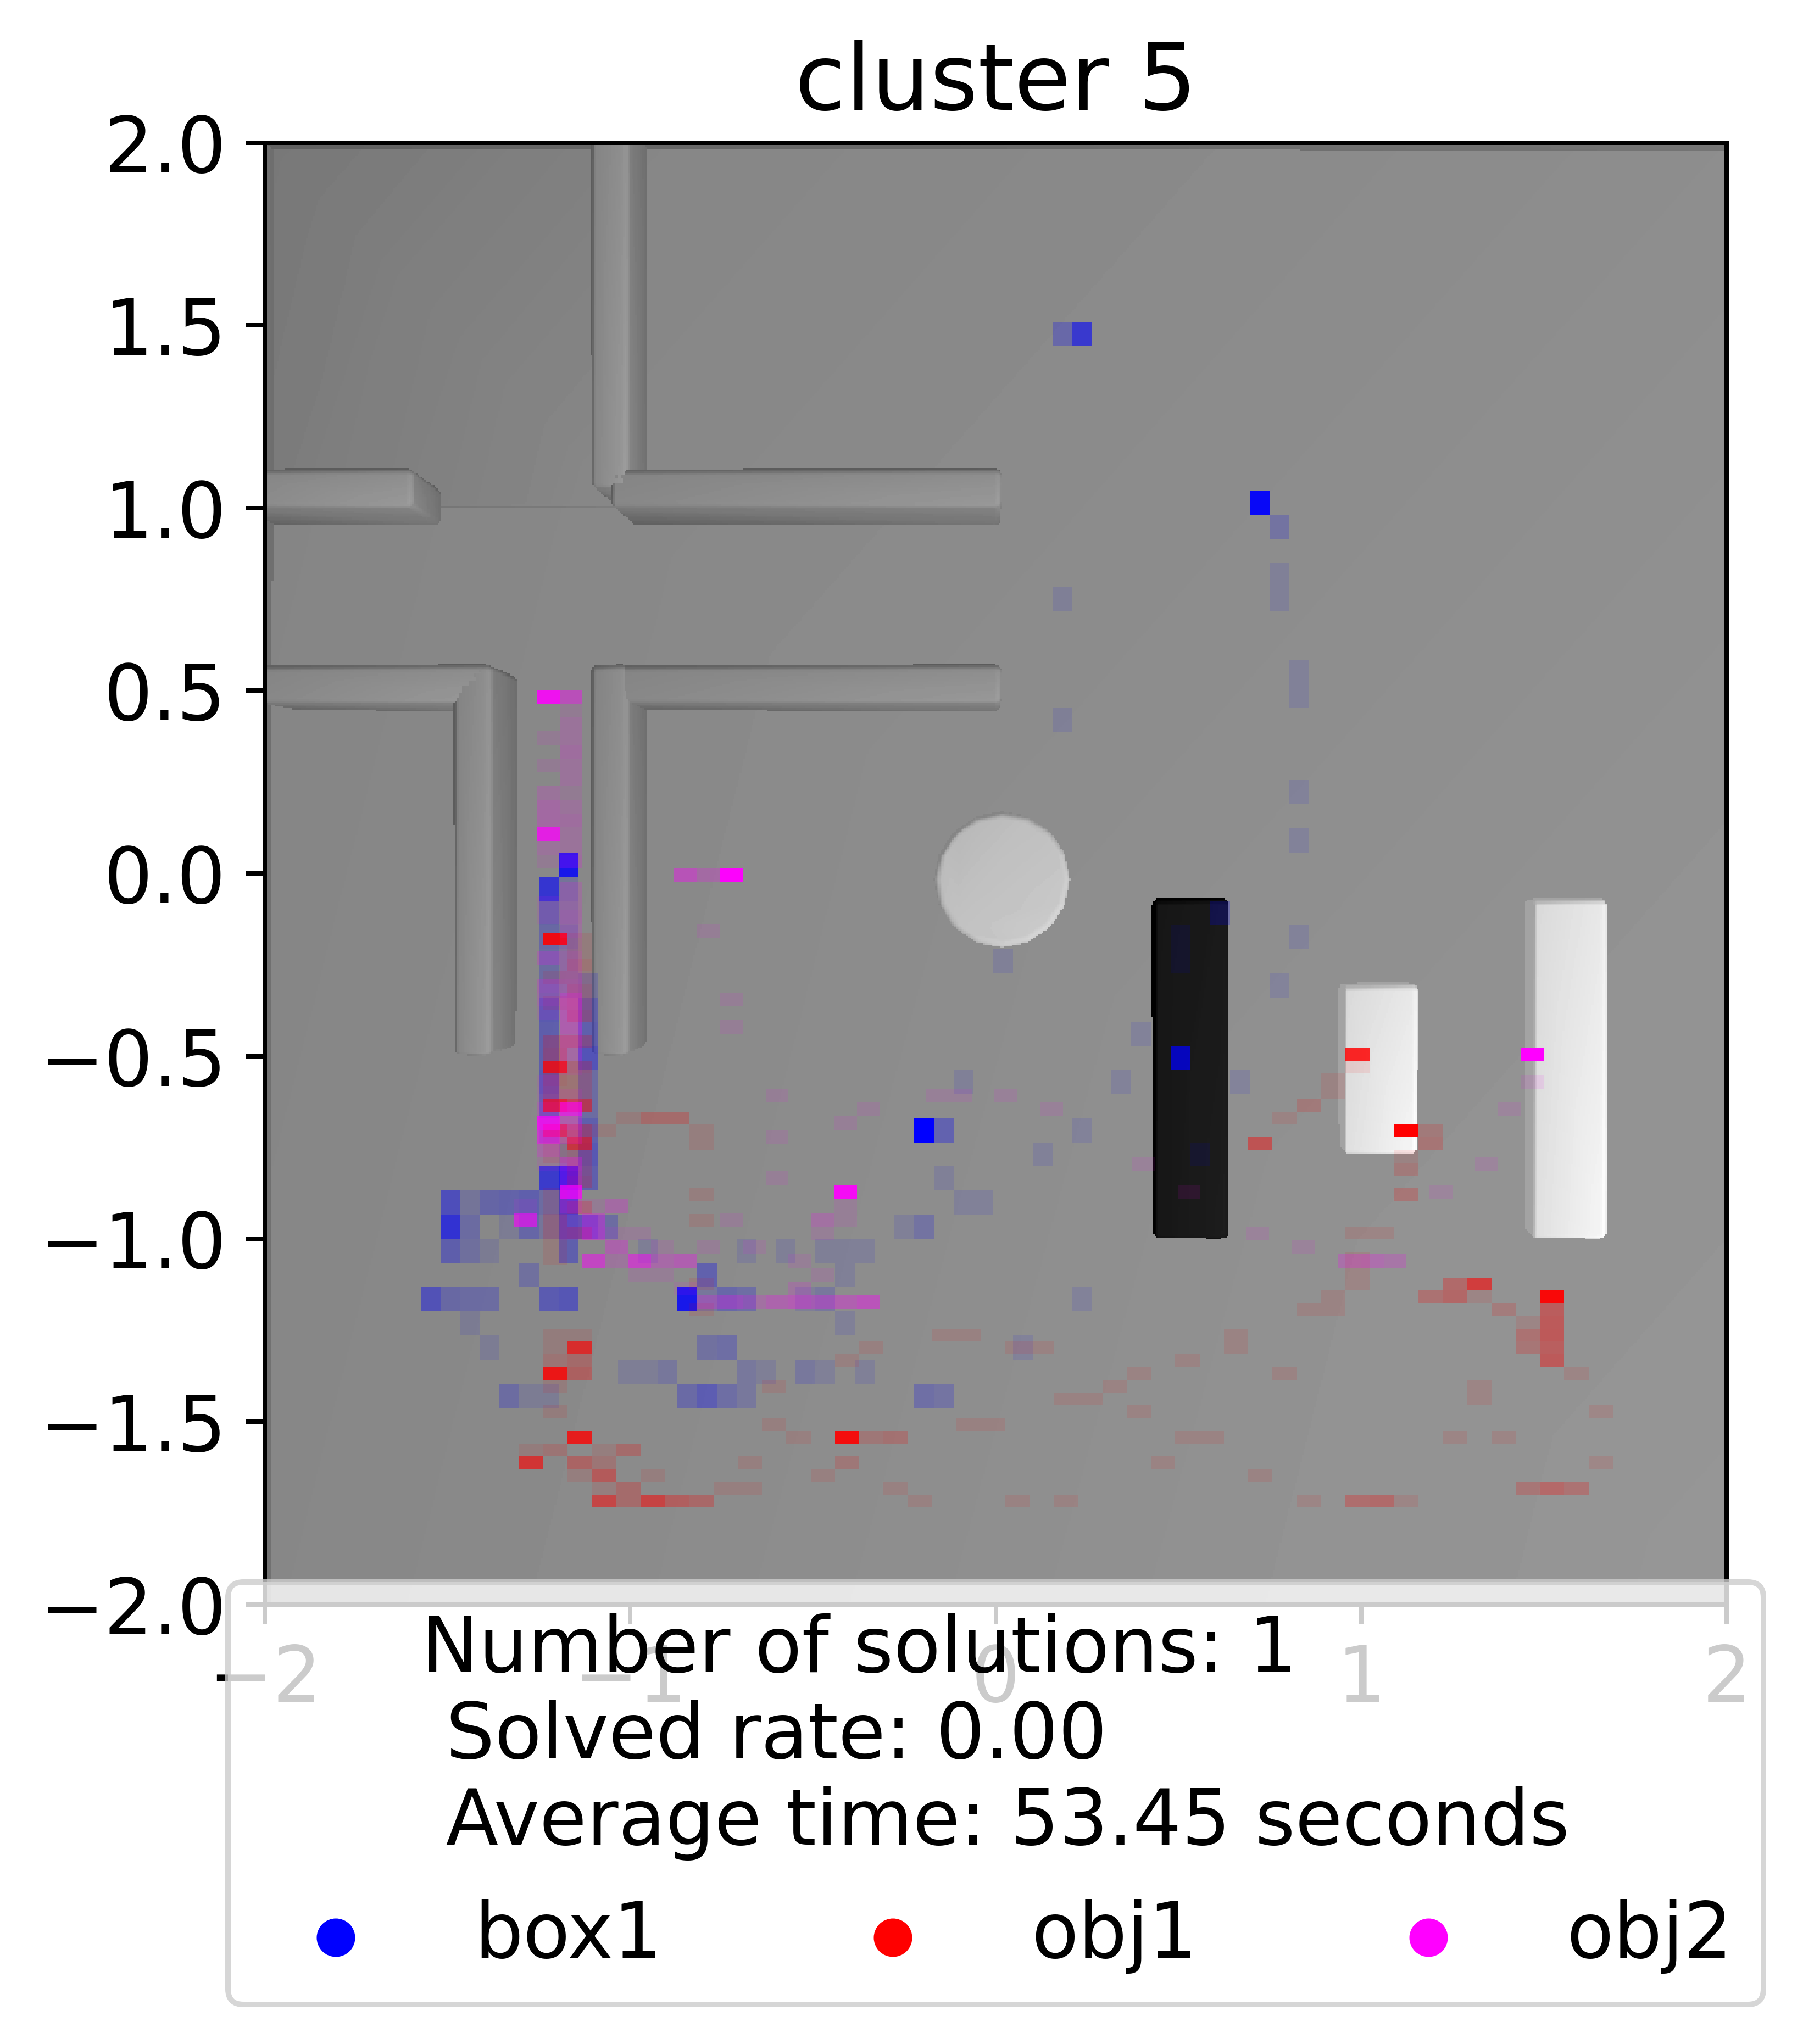 cluster 5
2.0
1.5
1.0
0.5
0.0
−0.5
−1.0
−1.5
−2.0
−2 −1 0 1 2
Number of solutions: 1
Solved rate: 0.00
Average time: 53.45 seconds
box1 obj1 obj2